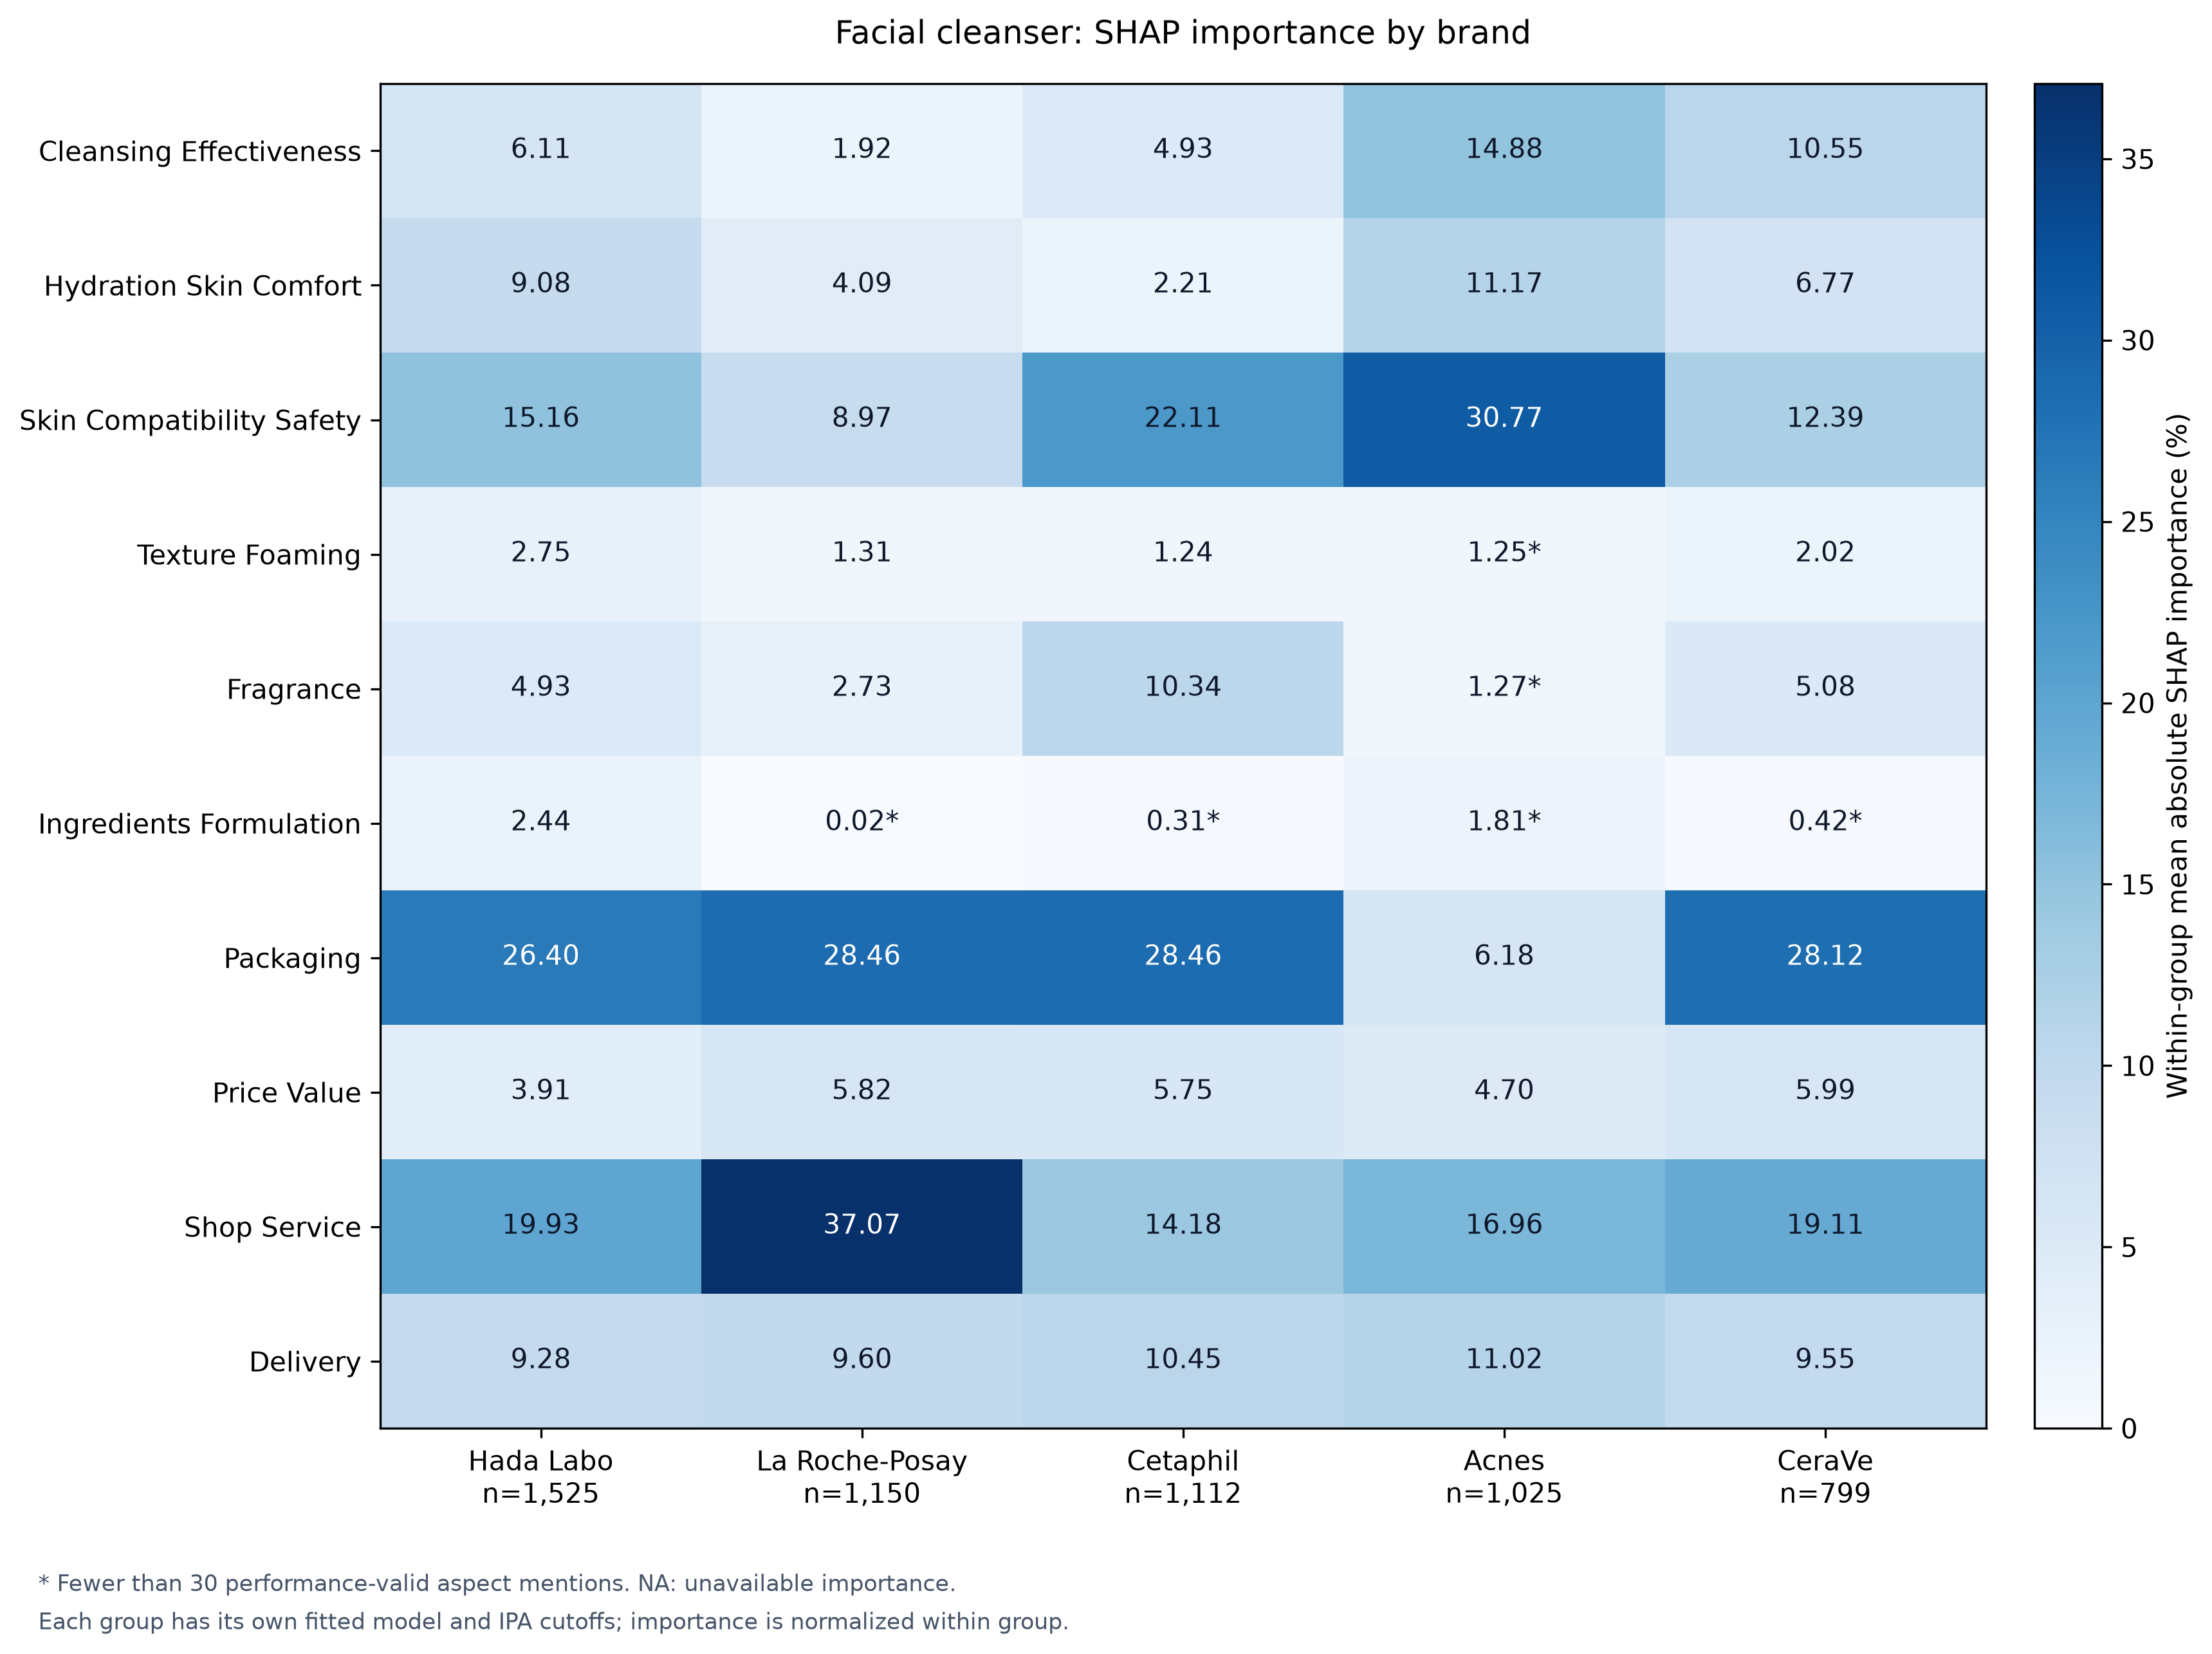 Facial cleanser: SHAP importance by brand
Cleansing Effectiveness 6.11 1.92 4.93 14.88 10.55
Hydration Skin Comfort 9.08 4.09 2.21 11.17 6.77
Skin Compatibility Safety 15.16 8.97 22.11 30.77 12.39
Texture Foaming 2.75 1.31 1.24 1.25* 2.02
Fragrance 4.93 2.73 10.34 1.27* 5.08
Ingredients Formulation 2.44 0.02* 0.31* 1.81* 0.42*
Packaging 26.40 28.46 28.46 6.18 28.12
Price Value 3.91 5.82 5.75 4.70 5.99
Shop Service 19.93 37.07 14.18 16.96 19.11
Delivery 9.28 9.60 10.45 11.02 9.55
Hada Labo La Roche-Posay Cetaphil Acnes CeraVe
n=1,525 n=1,150 n=1,112 n=1,025 n=799
35
30
25
20
15
10
5
0
Within-group mean absolute SHAP importance (%)
* Fewer than 30 performance-valid aspect mentions. NA: unavailable importance.
Each group has its own fitted model and IPA cutoffs; importance is normalized within group.